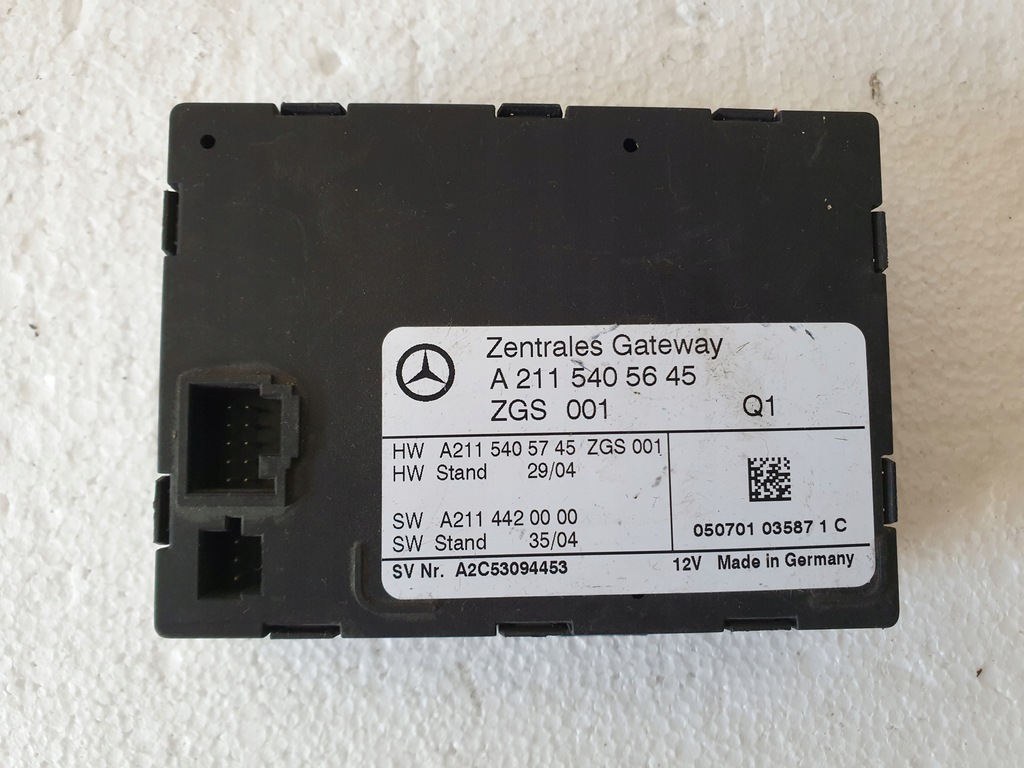 Zentrales Gateway
A 211 540 56 45
ZGS 001 Q1
HW A211 540 57 45 ZGS 001
HW Stand 29/04
SW A211 442 00 00
SW Stand 35/04
050701 03587 1 C
SV Nr. A2C53094453 12V Made in Germany